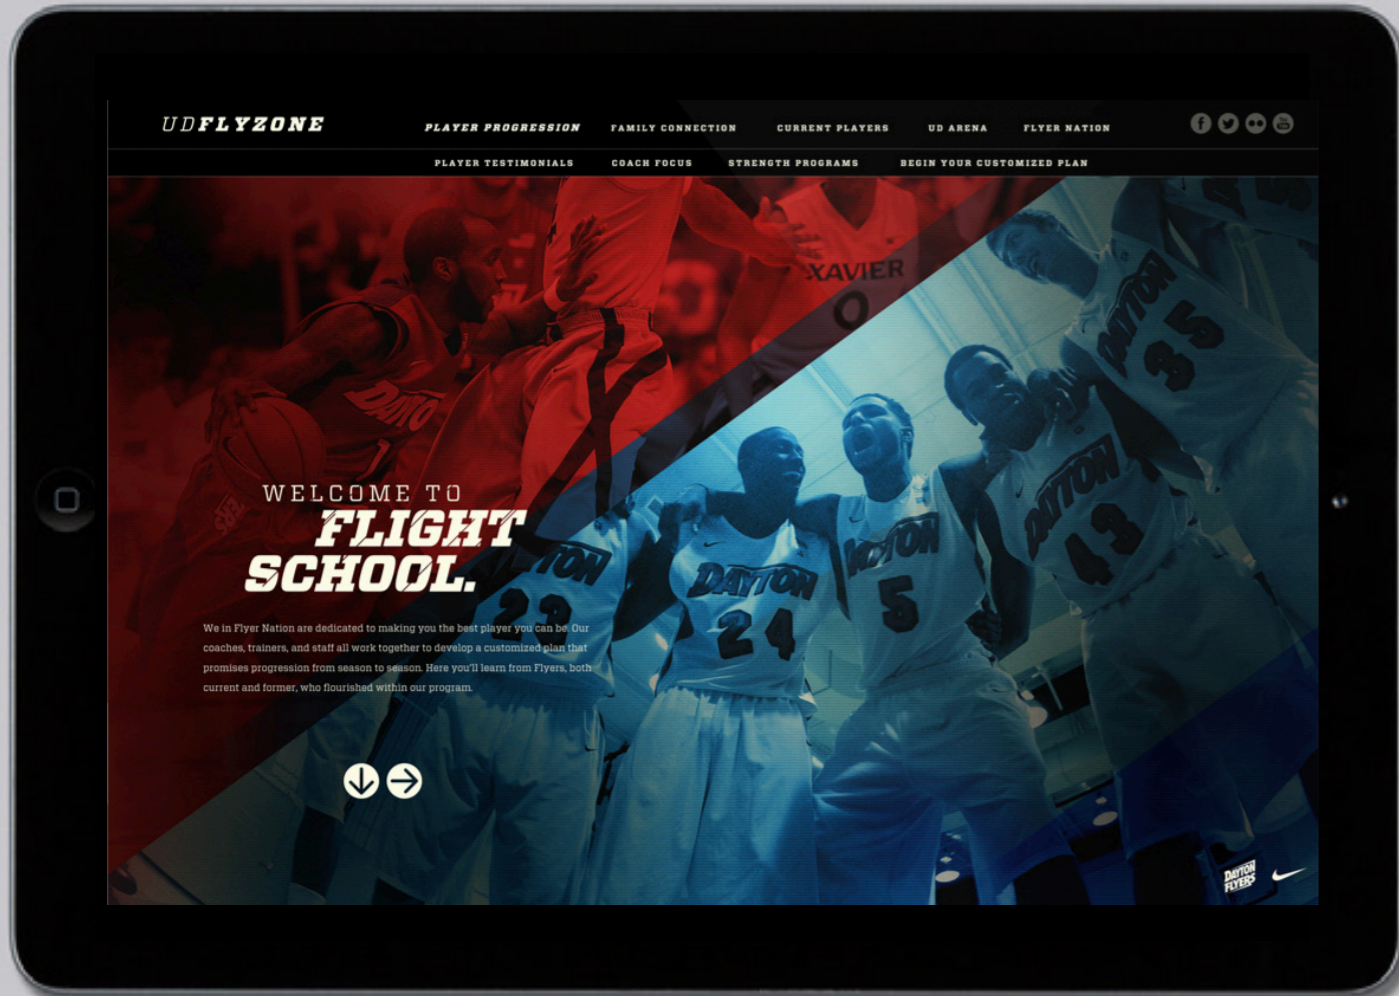 UDFLYZONE
PLAYER PROGRESSION FAMILY CONNECTION CURRENT PLAYERS UD ARENA FLYER NATION
PLAYER TESTIMONIALS COACH FOCUS STRENGTH PROGRAMS BEGIN YOUR CUSTOMIZED PLAN
XAVIER
0
DAYTON
35
DAYTON
43
DAYTON
5
DAYTON
24
TON
23
DAYTO
WELCOME TO
FLIGHT
SCHOOL.
We in Flyer Nation are dedicated to making you the best player you can be. Our
coaches, trainers, and staff all work together to develop a customized plan that
promises progression from season to season. Here you'll learn from Flyers, both
current and former, who flourished within our program.
DAYTON
FLYERS